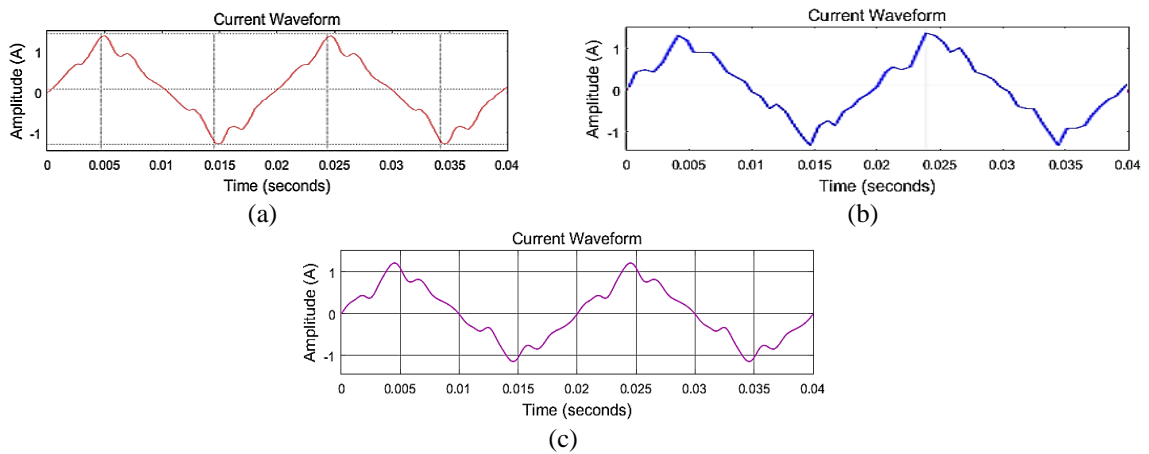 Current Waveform
Amplitude (A)
1
0
-1
0 0.005 0.01 0.015 0.02 0.025 0.03 0.035 0.04
Time (seconds)
(a)
Current Waveform
Amplitude (A)
1
0
-1
0 0.005 0.01 0.015 0.02 0.025 0.03 0.035 0.04
Time (seconds)
(b)
Current Waveform
Amplitude (A)
1
0
-1
0 0.005 0.01 0.015 0.02 0.025 0.03 0.035 0.04
Time (seconds)
(c)